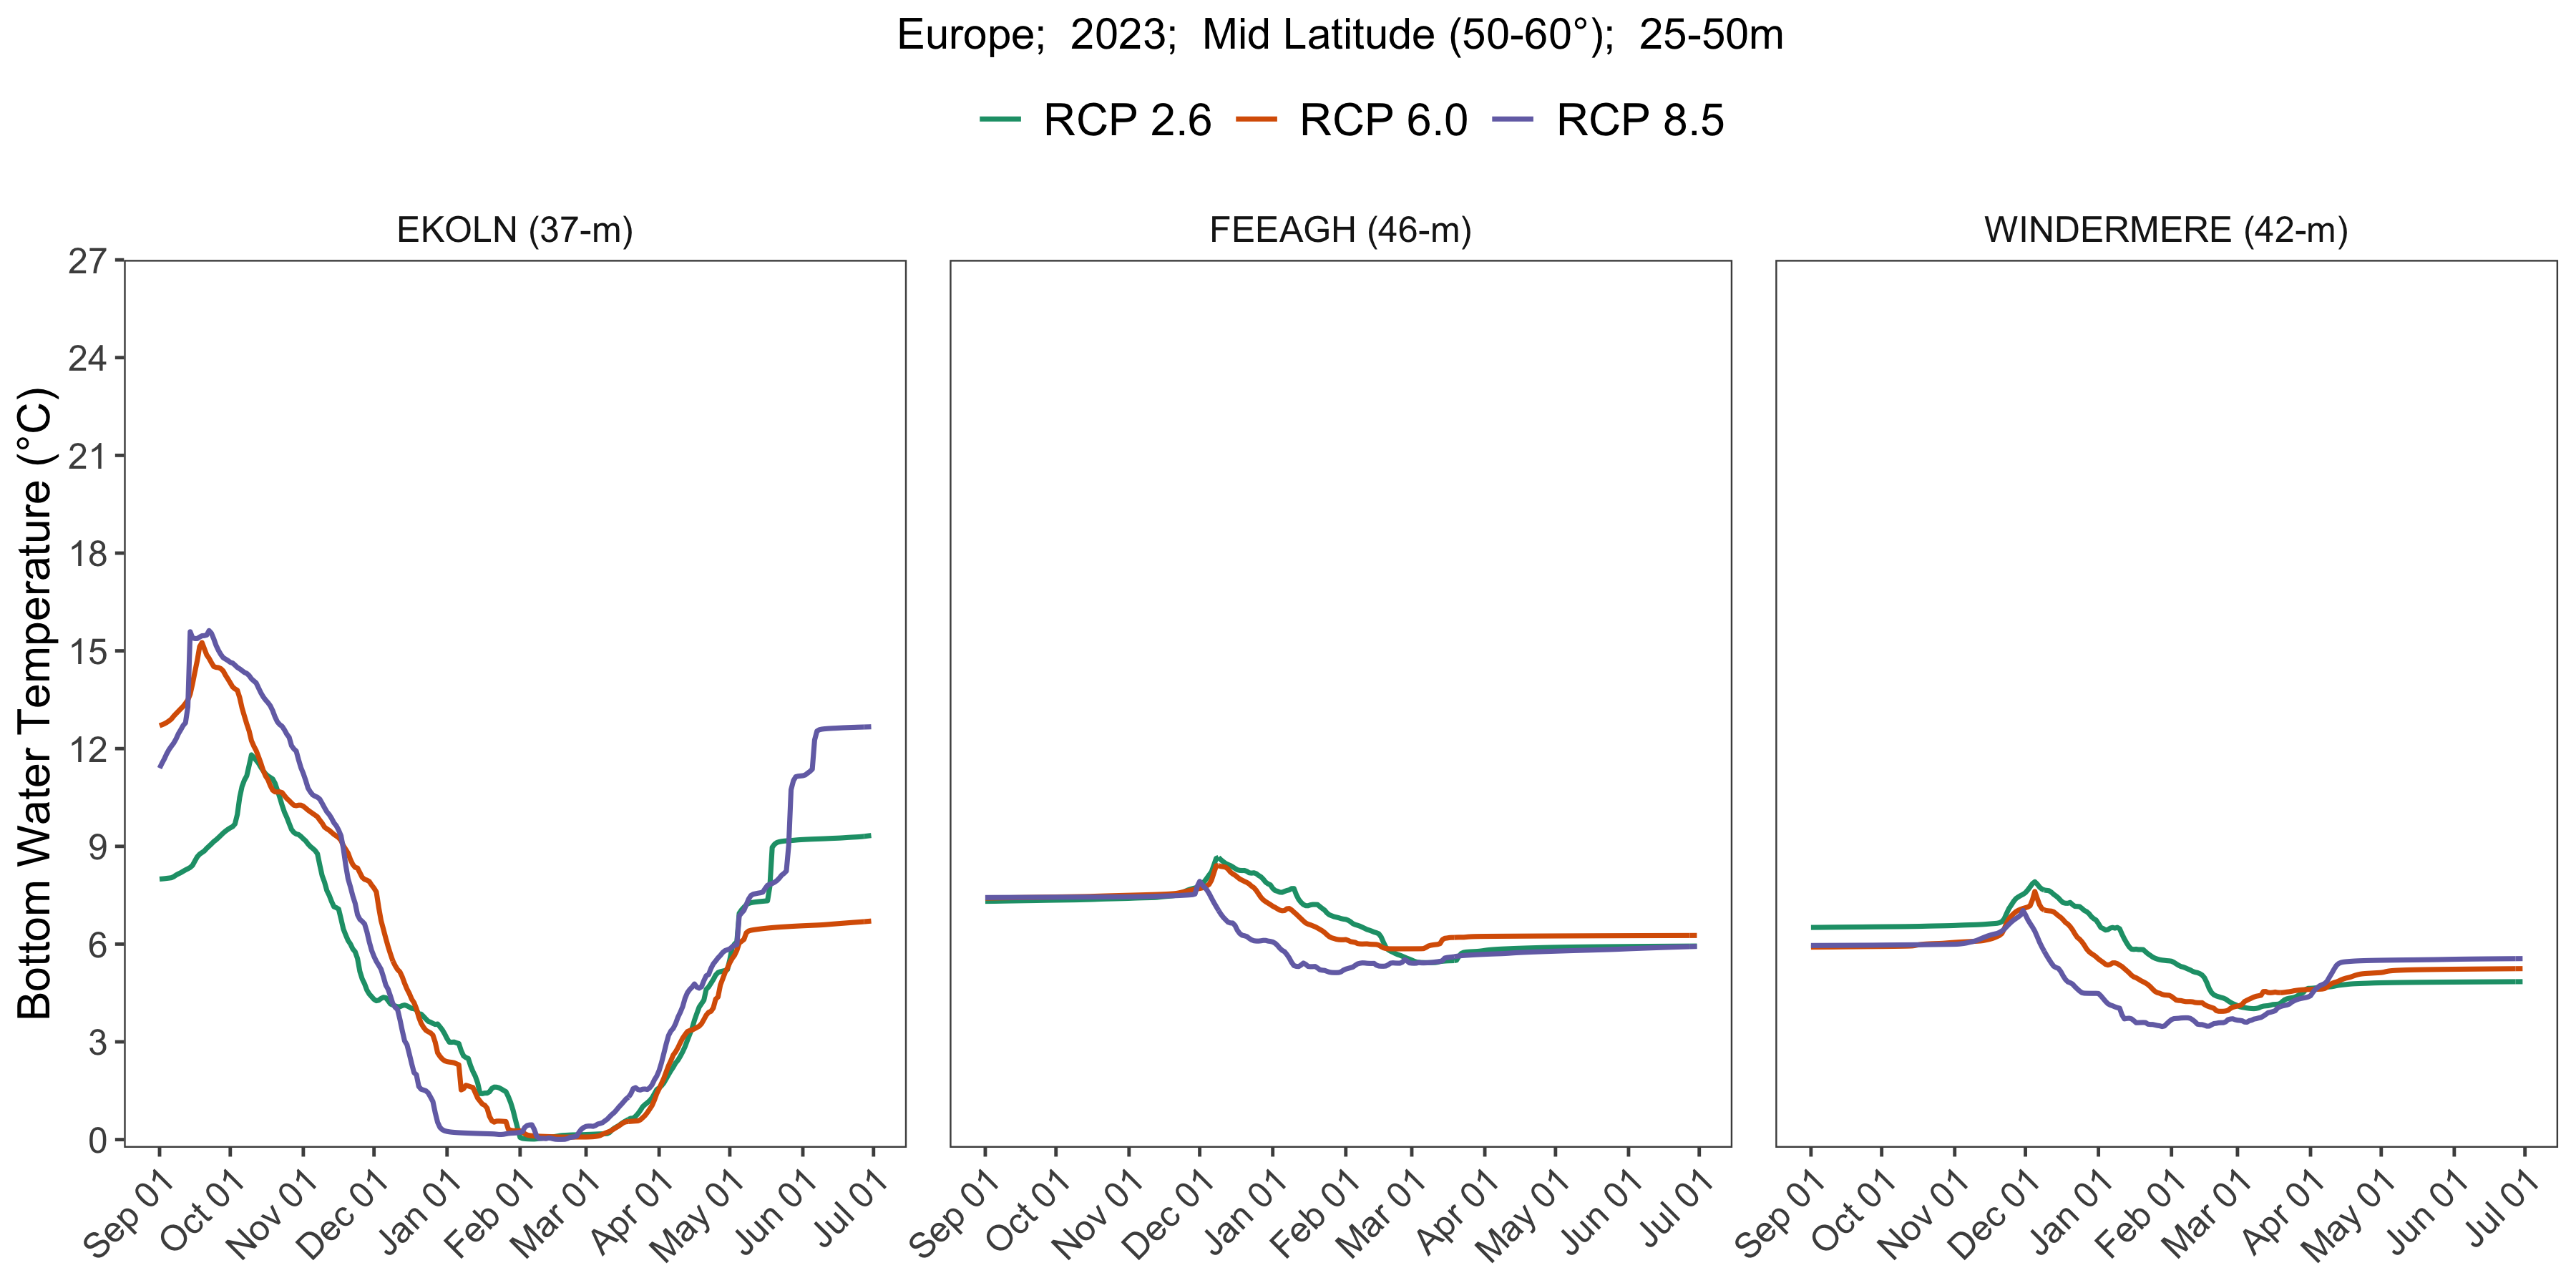 Europe;  2023;  Mid Latitude (50-60°);  25-50m
RCP 2.6 RCP 6.0 RCP 8.5
EKOLN (37-m) FEEAGH (46-m) WINDERMERE (42-m)
Bottom Water Temperature (°C)
27
24
21
18
15
12
9
6
3
0
Sep 01 Oct 01 Nov 01 Dec 01 Jan 01 Feb 01 Mar 01 Apr 01 May 01 Jun 01 Jul 01 Sep 01 Oct 01 Nov 01 Dec 01 Jan 01 Feb 01 Mar 01 Apr 01 May 01 Jun 01 Jul 01 Sep 01 Oct 01 Nov 01 Dec 01 Jan 01 Feb 01 Mar 01 Apr 01 May 01 Jun 01 Jul 01